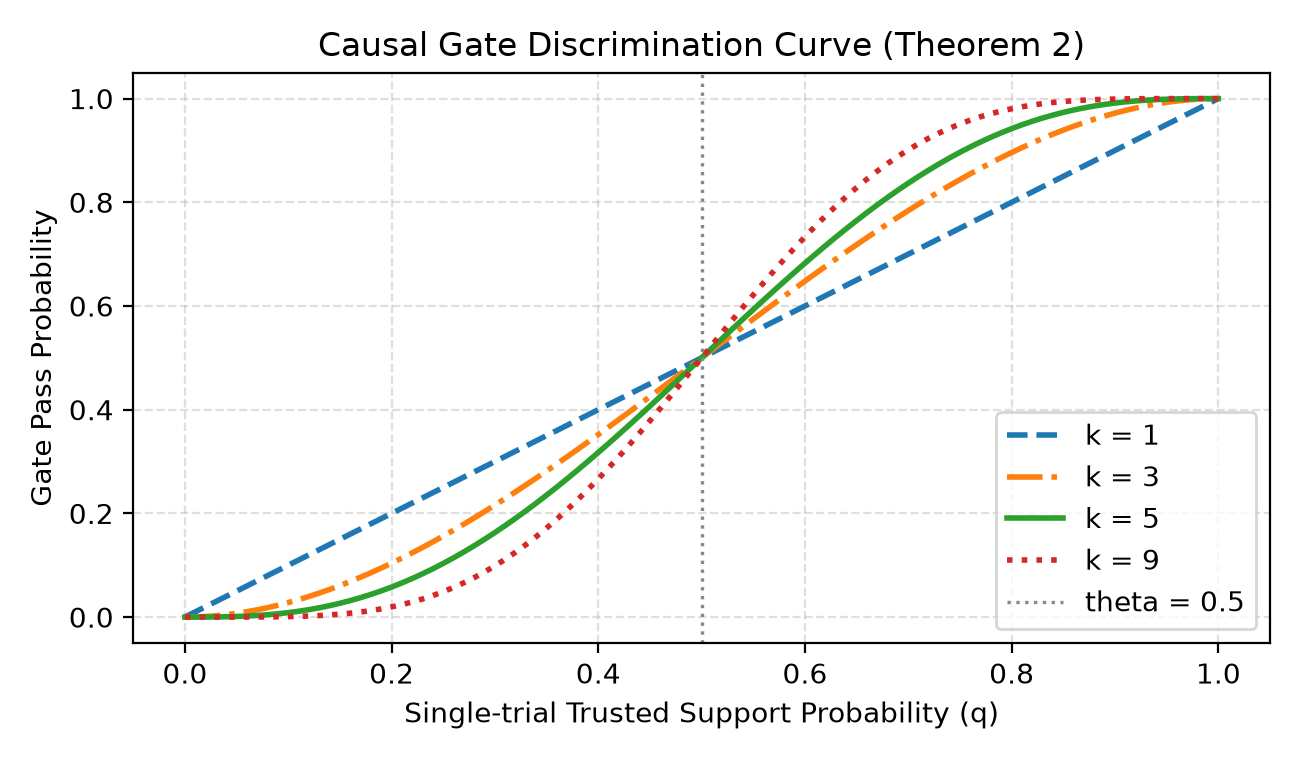 Causal Gate Discrimination Curve (Theorem 2)
Gate Pass Probability
1.0
0.8
0.6
0.4
0.2
0.0
k = 1
k = 3
k = 5
k = 9
theta = 0.5
0.0 0.2 0.4 0.6 0.8 1.0
Single-trial Trusted Support Probability (q)